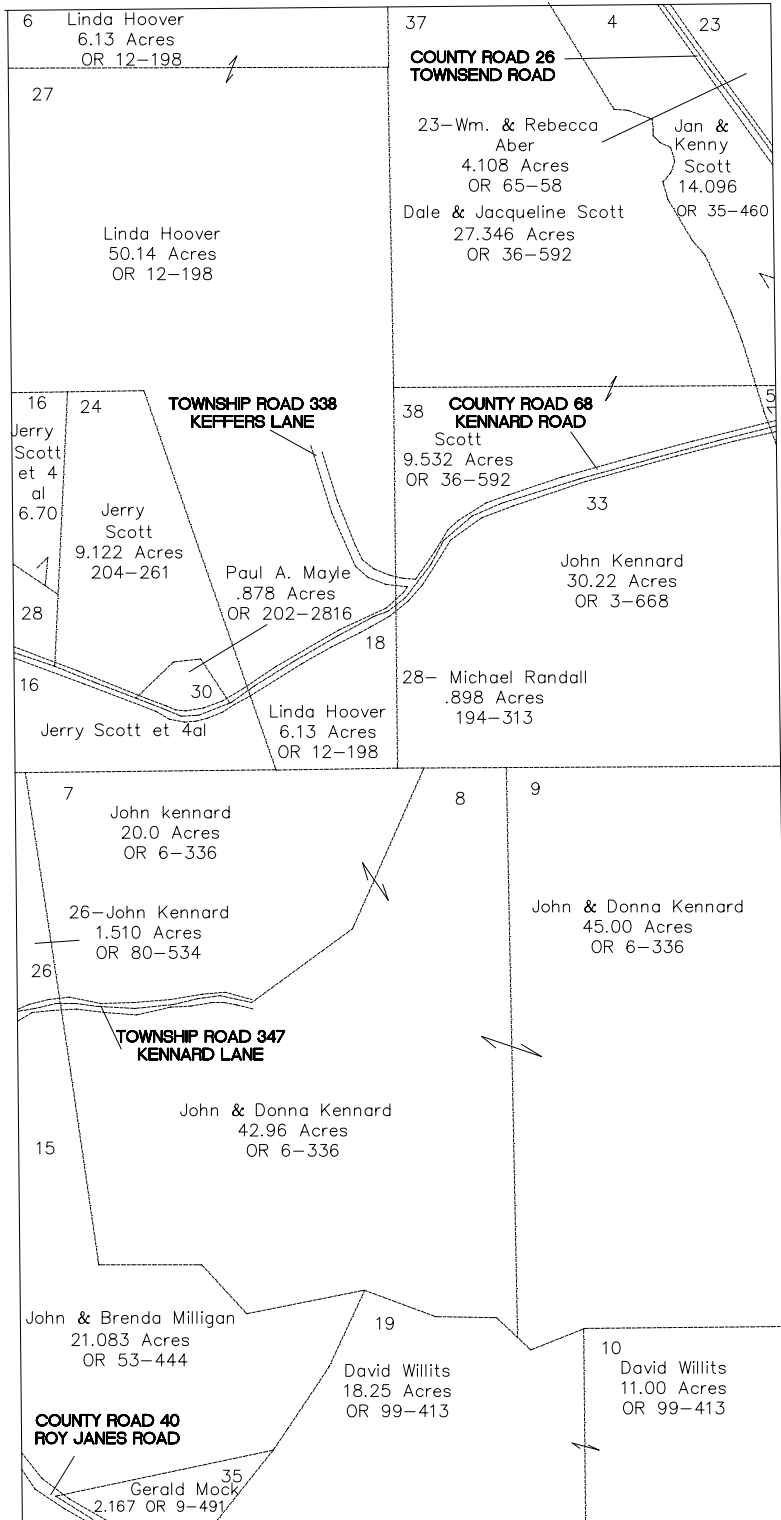 6
Linda Hoover
6.13 Acres
OR 12-198
37
4
23
COUNTY ROAD 26
TOWNSEND ROAD
27
23-Wm. & Rebecca
Aber
4.108 Acres
OR 65-58
Jan &
Kenny
Scott
14.096
OR 35-460
Dale & Jacqueline Scott
27.346 Acres
OR 36-592
Linda Hoover
50.14 Acres
OR 12-198
16
24
TOWNSHIP ROAD 338
KEFFERS LANE
38
COUNTY ROAD 68
KENNARD ROAD
5
Scott
9.532 Acres
OR 36-592
Jerry
Scott
et 4
al
6.70
33
Jerry
Scott
9.122 Acres
204-261
Paul A. Mayle
.878 Acres
OR 202-2816
John Kennard
30.22 Acres
OR 3-668
28
18
16
30
28- Michael Randall
.898 Acres
194-313
Jerry Scott et 4al
Linda Hoover
6.13 Acres
OR 12-198
7
8
9
John kennard
20.0 Acres
OR 6-336
26-John Kennard
1.510 Acres
OR 80-534
John & Donna Kennard
45.00 Acres
OR 6-336
26
TOWNSHIP ROAD 347
KENNARD LANE
John & Donna Kennard
42.96 Acres
OR 6-336
15
John & Brenda Milligan
21.083 Acres
OR 53-444
19
10
David Willits
18.25 Acres
OR 99-413
David Willits
11.00 Acres
OR 99-413
COUNTY ROAD 40
ROY JANES ROAD
35
Gerald Mock
2.167 OR 9-491